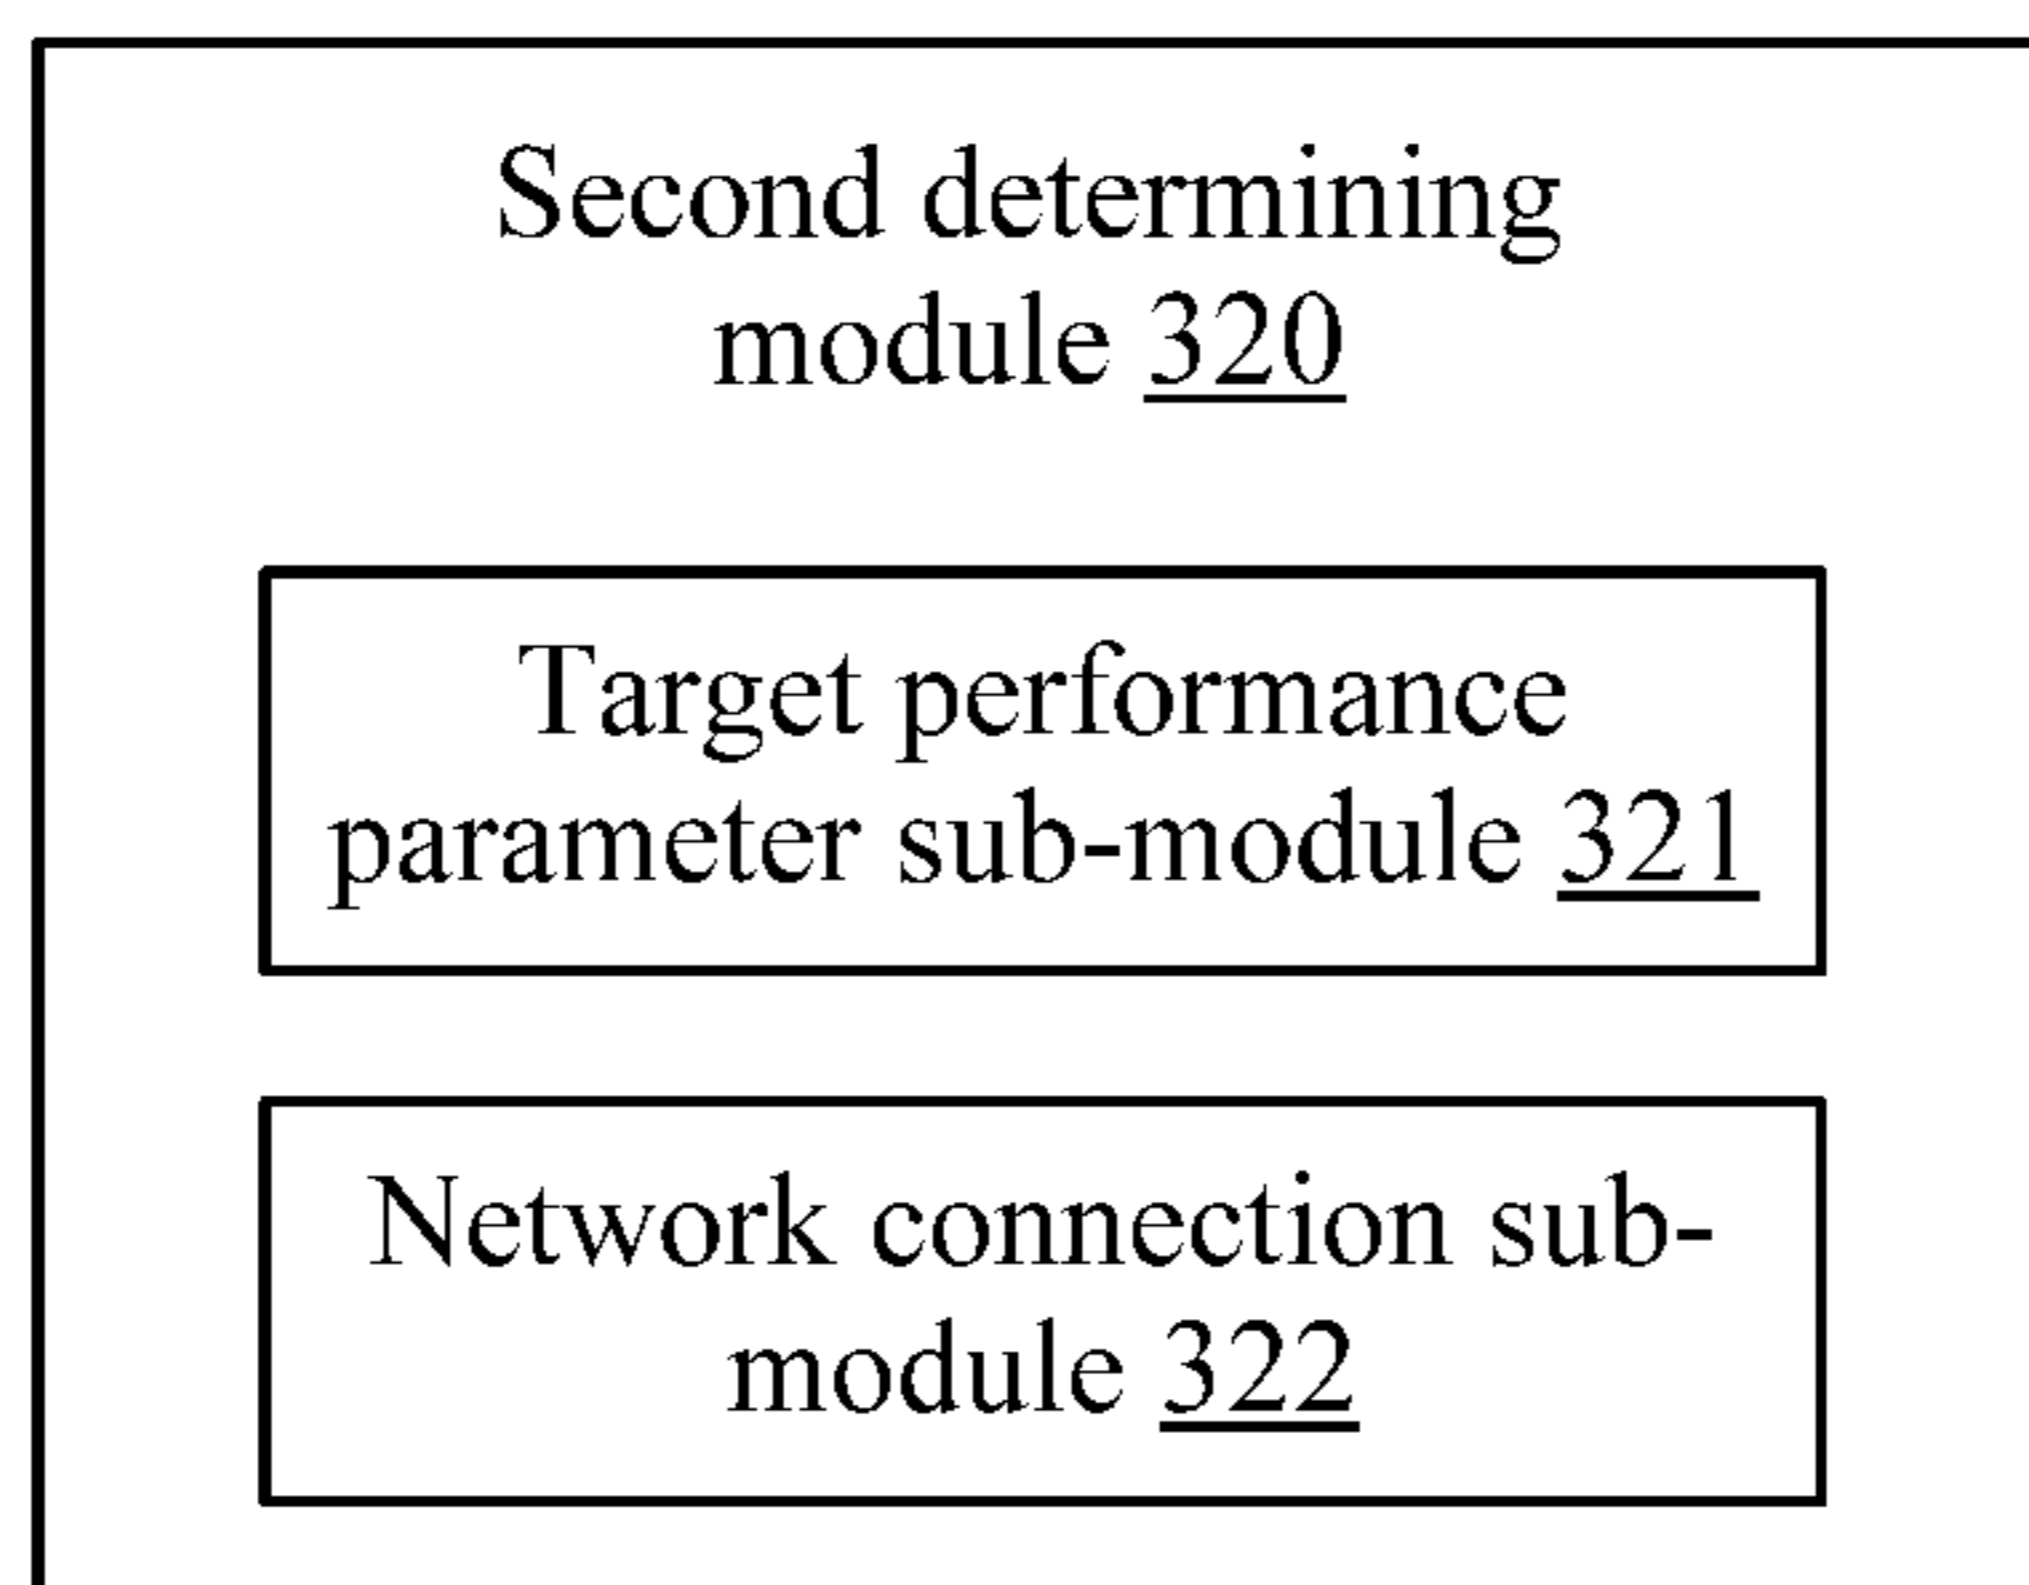 Second determining
module 320
Target performance
parameter sub-module 321
Network connection sub-
module 322